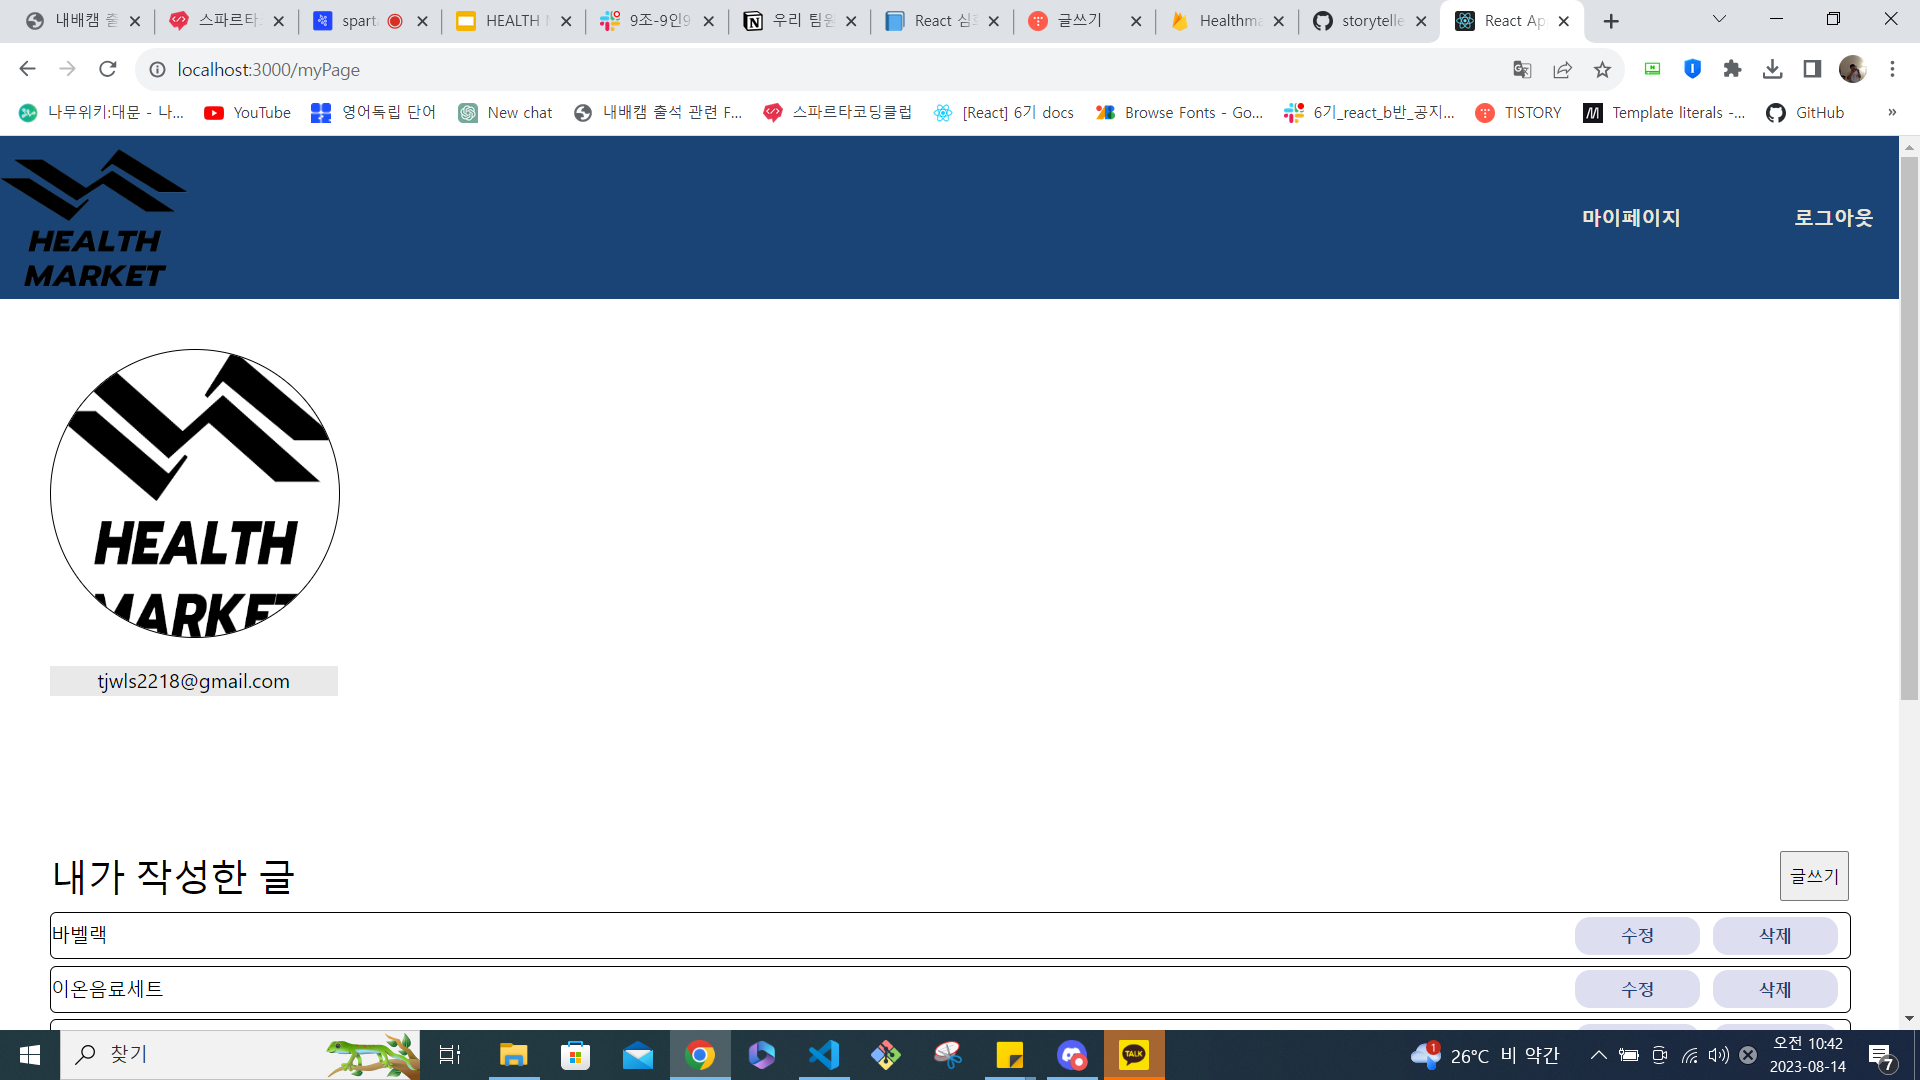 내배캠 출
스파르타
spart
HEALTH
9조-9인9
우리 팀원
React 심
글쓰기
Healthma
storytelle
React Ap
localhost:3000/myPage
나무위키:대문 - 나...
YouTube
영어독립 단어
New chat
내배캠 출석 관련 F...
스파르타코딩클럽
[React] 6기 docs
Browse Fonts - Go...
6기_react_b반_공지...
TISTORY
Template literals -...
GitHub
»
HEALTH
MARKET
마이페이지
로그아웃
HEALTH
MARKET
tjwls2218@gmail.com
내가 작성한 글
글쓰기
바벨랙
수정
삭제
이온음료세트
수정
삭제
찾기
TALK
1
26°C 비 약간
오전 10:42
2023-08-14
7